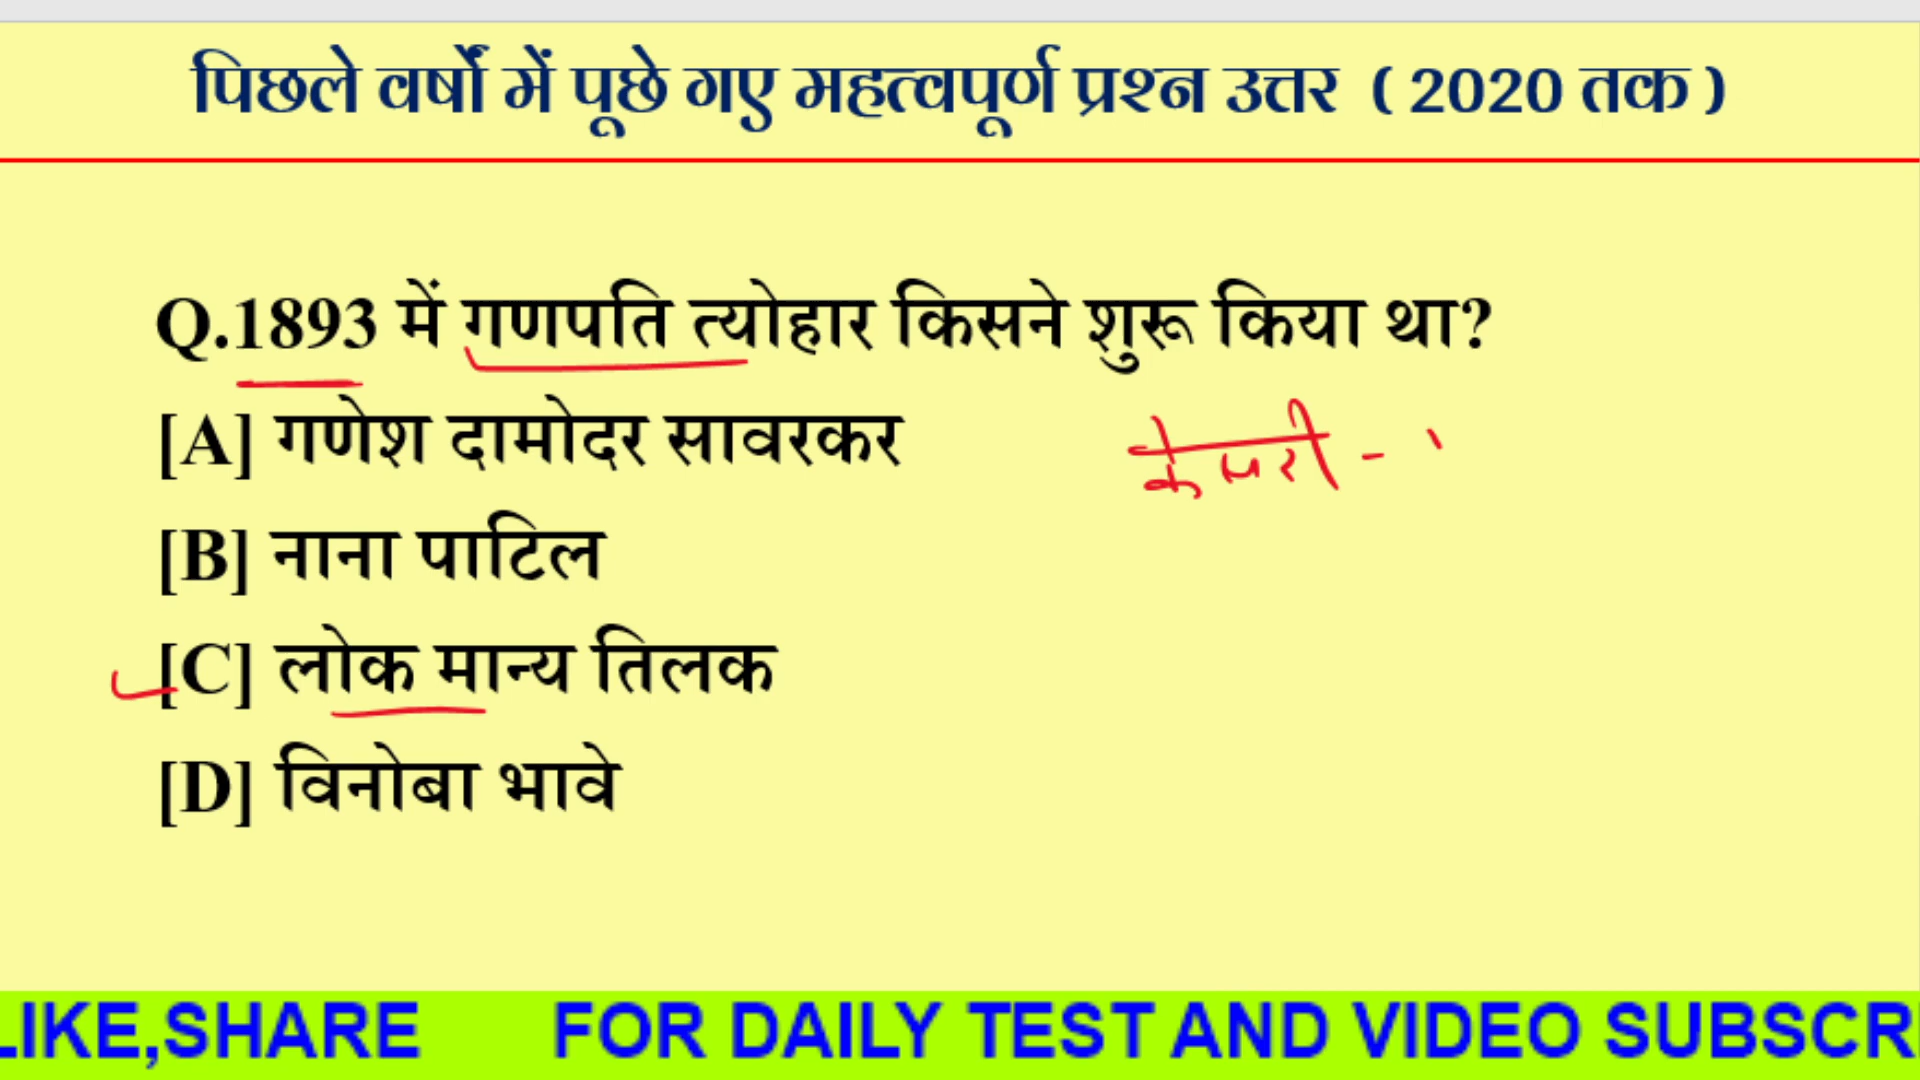 पिछले वर्षों में पूछे गए महत्वपूर्ण प्रश्न उत्तर ( 2020 तक )
Q.1893 में गणपति त्योहार किसने शुरू किया था?
[A] गणेश दामोदर सावरकर
केसरी -
[B] नाना पाटिल
[C] लोक मान्य तिलक
[D] विनोबा भावे
LIKE,SHARE FOR DAILY TEST AND VIDEO SUBSCR